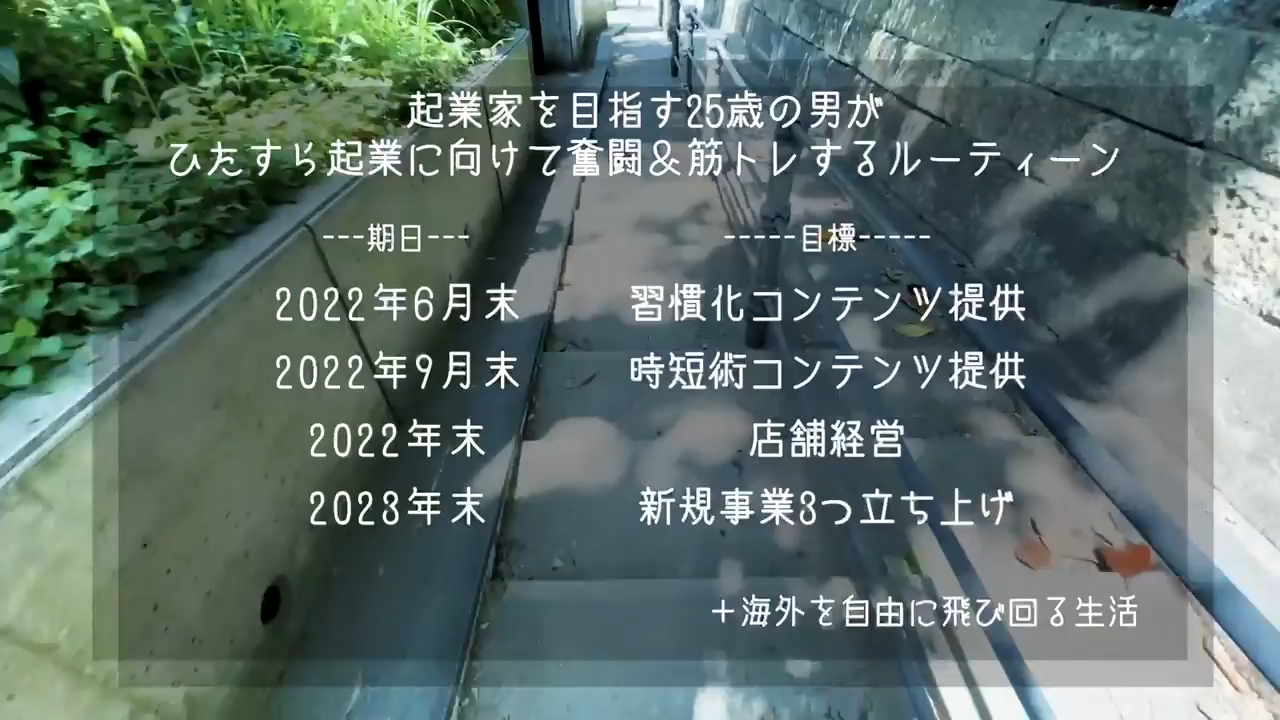 起業家を目指す25歳の男が
ひたすら起業に向けて奮闘&筋トレするルーティーン
---期日--- -----目標-----
2022年6月末 習慣化コンテンツ提供
2022年9月末 時短術コンテンツ提供
2022年末 店舗経営
2023年末 新規事業3つ立ち上げ
＋海外を自由に飛び回る生活